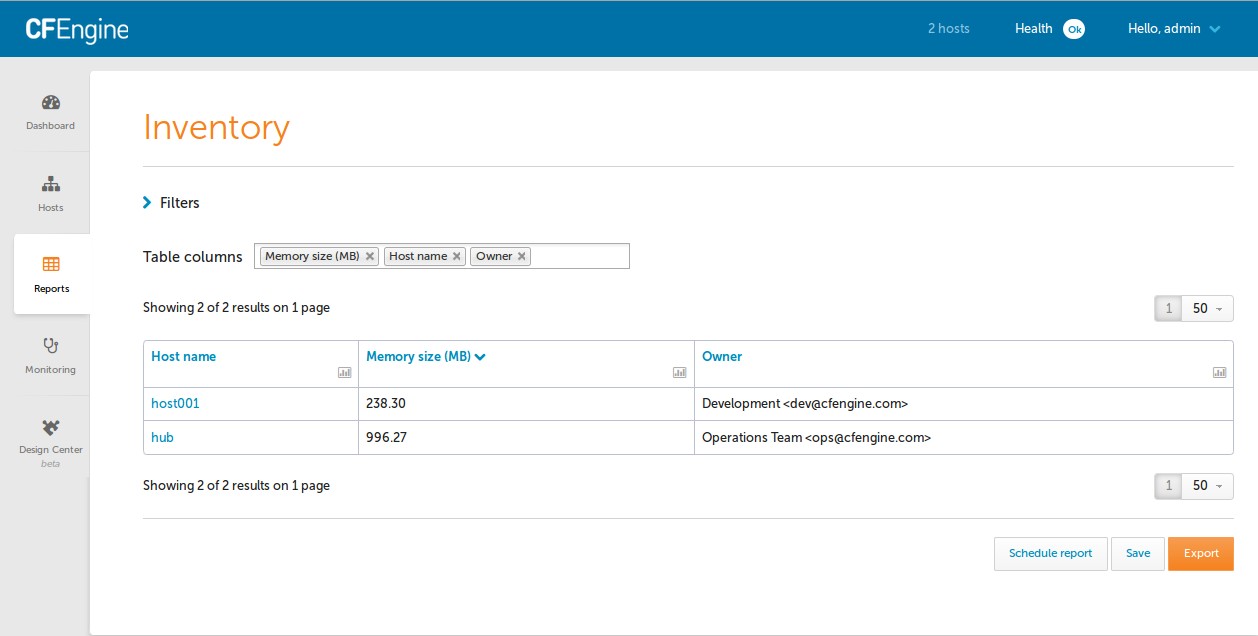 CFEngine
2 hosts
Health
Ok
Hello, admin
Dashboard
Hosts
Reports
Monitoring
Design Center
beta
Inventory
Filters
Table columns
Memory size (MB)
Host name
Owner
Showing 2 of 2 results on 1 page
1
50
Host name
Memory size (MB)
Owner
host001
238.30
Development <dev@cfengine.com>
hub
996.27
Operations Team <ops@cfengine.com>
Showing 2 of 2 results on 1 page
1
50
Schedule report
Save
Export